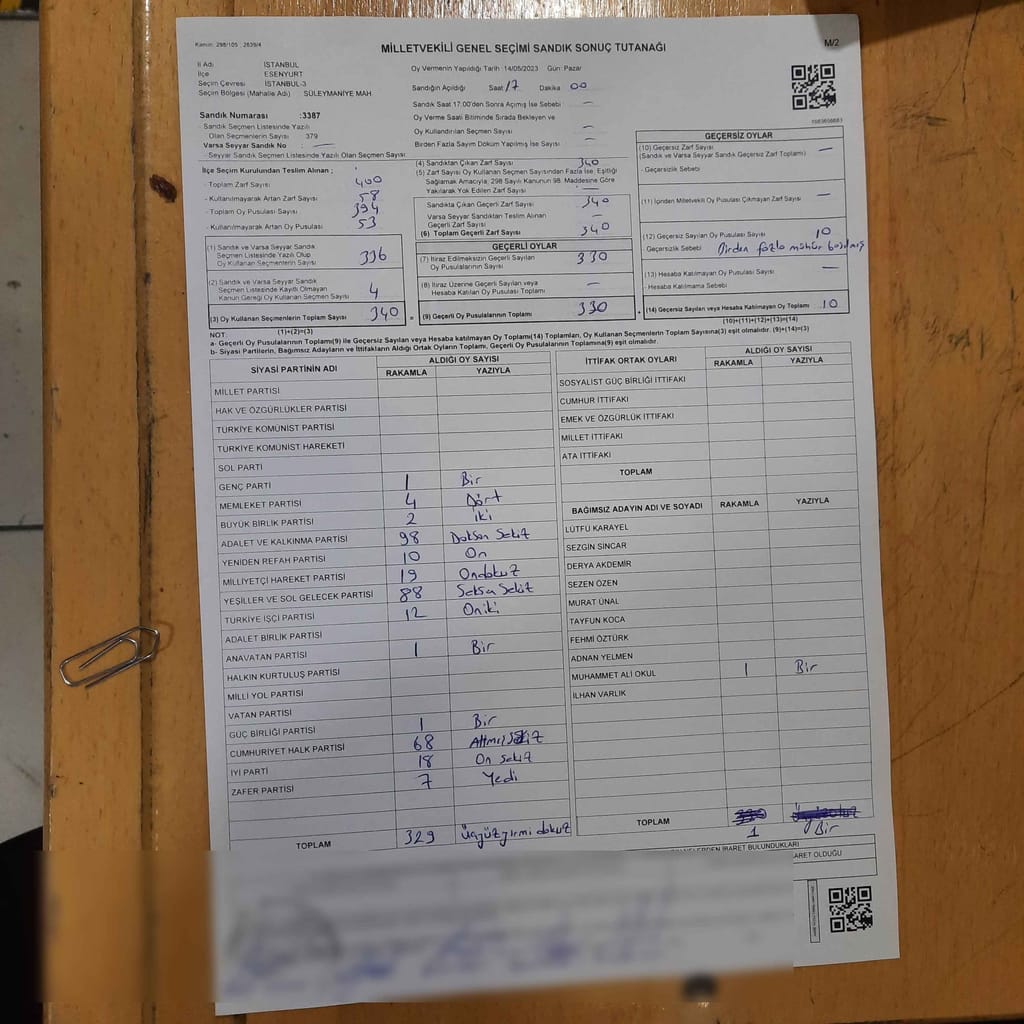 Kanun: 298/105 ; 2839/4
MİLLETVEKİLİ GENEL SEÇİMİ SANDIK SONUÇ TUTANAĞI
M/2
İl Adı İSTANBUL
İlçe ESENYURT
Seçim Çevresi İSTANBUL-3
Seçim Bölgesi (Mahalle Adı) SÜLEYMANİYE MAH.
Sandık Numarası :3387
- Sandık Seçmen Listesinde Yazılı
Olan Seçmenlerin Sayısı 379
Varsa Seyyar Sandık No : —
- Seyyar Sandık Seçmen Listesinde Yazılı Olan Seçmen Sayısı
Oy Vermenin Yapıldığı Tarih :14/05/2023 Gün: Pazar
Sandığın Açıldığı Saat 17 Dakika 00
Sandık Saat 17:00'den Sonra Açılmış İse Sebebi —
Oy Verme Saati Bitiminde Sırada Bekleyen ve
Oy Kullandırılan Seçmen Sayısı —
Birden Fazla Sayım Döküm Yapılmış İse Sayısı —
İlçe Seçim Kurulundan Teslim Alınan ;
- Toplam Zarf Sayısı 400
- Kullanılmayarak Artan Zarf Sayısı 58
- Toplam Oy Pusulası Sayısı 394
- Kullanılmayarak Artan Oy Pusulası 53
(1) Sandık ve Varsa Seyyar Sandık
Seçmen Listesinde Yazılı Olup
Oy Kullanan Seçmenlerin Sayısı 336
(2) Sandık ve Varsa Seyyar Sandık
Seçmen Listesinde Kayıtlı Olmayan
Kanun Gereği Oy Kullanan Seçmen Sayısı 4
(3) Oy Kullanan Seçmenlerin Toplam Sayısı 340
(1)+(2)=(3)
(4) Sandıktan Çıkan Zarf Sayısı 340
(5) Zarf Sayısı Oy Kullanan Seçmen Sayısından Fazla İse, Eşitliği
Sağlamak Amacıyla, 298 Sayılı Kanunun 98. Maddesine Göre
Yakılarak Yok Edilen Zarf Sayısı —
Sandıkta Çıkan Geçerli Zarf Sayısı 340
Varsa Seyyar Sandıktan Teslim Alınan
Geçerli Zarf Sayısı —
(6) Toplam Geçerli Zarf Sayısı 340
GEÇERLİ OYLAR
(7) İtiraz Edilmeksizin Geçerli Sayılan
Oy Pusulalarının Sayısı 330
(8) İtiraz Üzerine Geçerli Sayılan veya
Hesaba Katılan Oy Pusulası Toplamı —
= (9) Geçerli Oy Pusulalarının Toplamı 330
GEÇERSİZ OYLAR
(10) Geçersiz Zarf Sayısı —
(Sandık ve Varsa Seyyar Sandık Geçersiz Zarf Toplamı)
- Geçersizlik Sebebi
(11) İçinden Milletvekili Oy Pusulası Çıkmayan Zarf Sayısı —
(12) Geçersiz Sayılan Oy Pusulası Sayısı 10
Geçersizlik Sebebi Birden fazla mühür basılmış
(13) Hesaba Katılmayan Oy Pusulası Sayısı —
- Hesaba Katılmama Sebebi
+ (14) Geçersiz Sayılan veya Hesaba Katılmayan Oy Toplamı 10
(10)+(11)+(12)+(13)=(14)
NOT:
a- Geçerli Oy Pusulalarının Toplamı(9) ile Geçersiz Sayılan veya Hesaba katılmayan Oy Toplamı(14) Toplamları, Oy Kullanan Seçmenlerin Toplam Sayısına(3) eşit olmalıdır. (9)+(14)=(3)
b- Siyasi Partilerin, Bağımsız Adayların ve İttifakların Aldığı Ortak Oyların Toplamı, Geçerli Oy Pusulalarının Toplamına(9) eşit olmalıdır.
SİYASİ PARTİNİN ADI ALDIĞI OY SAYISI
RAKAMLA YAZIYLA
MİLLET PARTİSİ
HAK VE ÖZGÜRLÜKLER PARTİSİ
TÜRKİYE KOMÜNİST PARTİSİ
TÜRKİYE KOMÜNİST HAREKETİ
SOL PARTİ
GENÇ PARTİ 1 Bir
MEMLEKET PARTİSİ 4 Dört
BÜYÜK BİRLİK PARTİSİ 2 iki
ADALET VE KALKINMA PARTİSİ 98 Doksan Sekiz
YENİDEN REFAH PARTİSİ 10 On
MİLLİYETÇİ HAREKET PARTİSİ 19 Ondokuz
YEŞİLLER VE SOL GELECEK PARTİSİ 88 Seksen Sekiz
TÜRKİYE İŞÇİ PARTİSİ 12 Oniki
ADALET BİRLİK PARTİSİ
ANAVATAN PARTİSİ 1 Bir
HALKIN KURTULUŞ PARTİSİ
MİLLİ YOL PARTİSİ
VATAN PARTİSİ
GÜÇ BİRLİĞİ PARTİSİ 1 Bir
CUMHURİYET HALK PARTİSİ 68 Altmış Sekiz
İYİ PARTİ 18 On Sekiz
ZAFER PARTİSİ 7 Yedi
TOPLAM 329 üçyüzyirmi dokuz
İTTİFAK ORTAK OYLARI ALDIĞI OY SAYISI
RAKAMLA YAZIYLA
SOSYALİST GÜÇ BİRLİĞİ İTTİFAKI
CUMHUR İTTİFAKI
EMEK VE ÖZGÜRLÜK İTTİFAKI
MİLLET İTTİFAKI
ATA İTTİFAKI
TOPLAM
BAĞIMSIZ ADAYIN ADI VE SOYADI RAKAMLA YAZIYLA
LÜTFÜ KARAYEL
SEZGİN SİNCAR
DERYA AKDEMİR
SEZEN ÖZEN
MURAT ÜNAL
TAYFUN KOCA
FEHMİ ÖZTÜRK
ADNAN YELMEN
MUHAMMET ALİ OKUL 1 Bir
İLHAN VARLIK
TOPLAM 1 Bir
İBARET BULUNDUKLARI
İBARET OLDUĞU